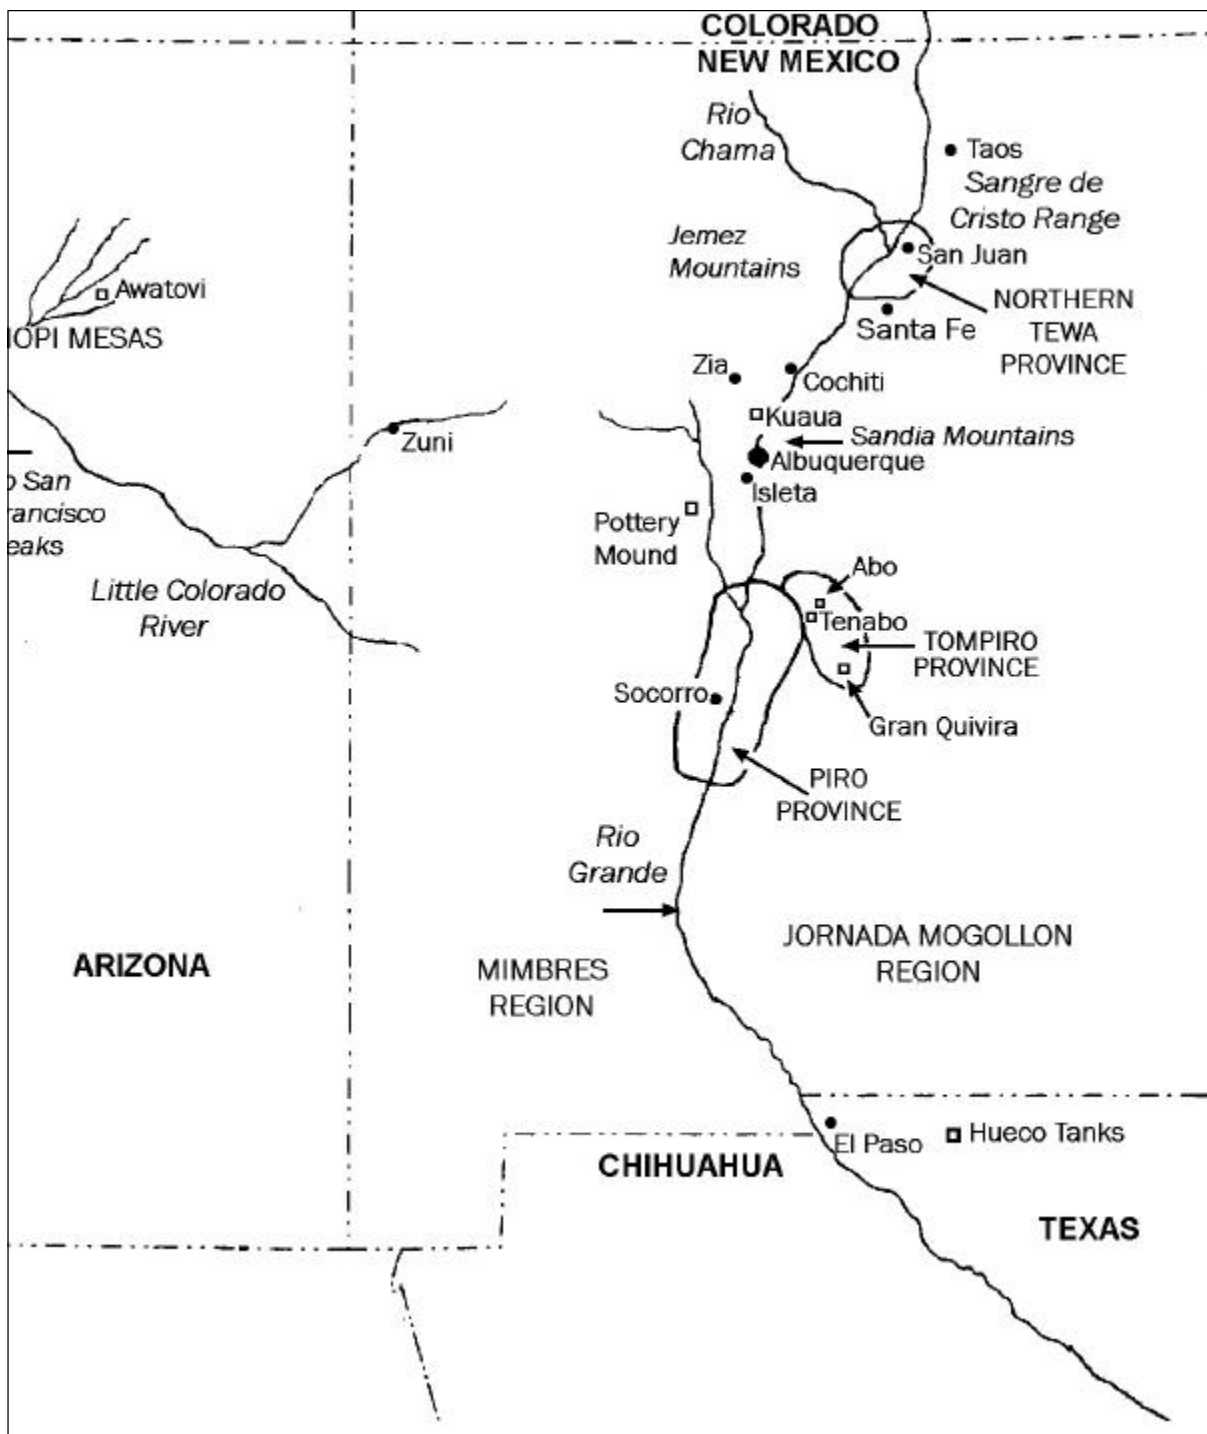 COLORADO
NEW MEXICO
Rio
Chama
Taos
Sangre de
Cristo Range
Jemez
Mountains
San Juan
Awatovi
NORTHERN
TEWA
PROVINCE
IOPI MESAS
Santa Fe
Zia
Cochiti
Kuaua
Zuni
Sandia Mountains
Albuquerque
Isleta
o San
rancisco
eaks
Pottery
Mound
Abo
Little Colorado
River
Tenabo
TOMPIRO
PROVINCE
Socorro
Gran Quivira
PIRO
PROVINCE
Rio
Grande
ARIZONA
MIMBRES
REGION
JORNADA MOGOLLON
REGION
El Paso
Hueco Tanks
CHIHUAHUA
TEXAS